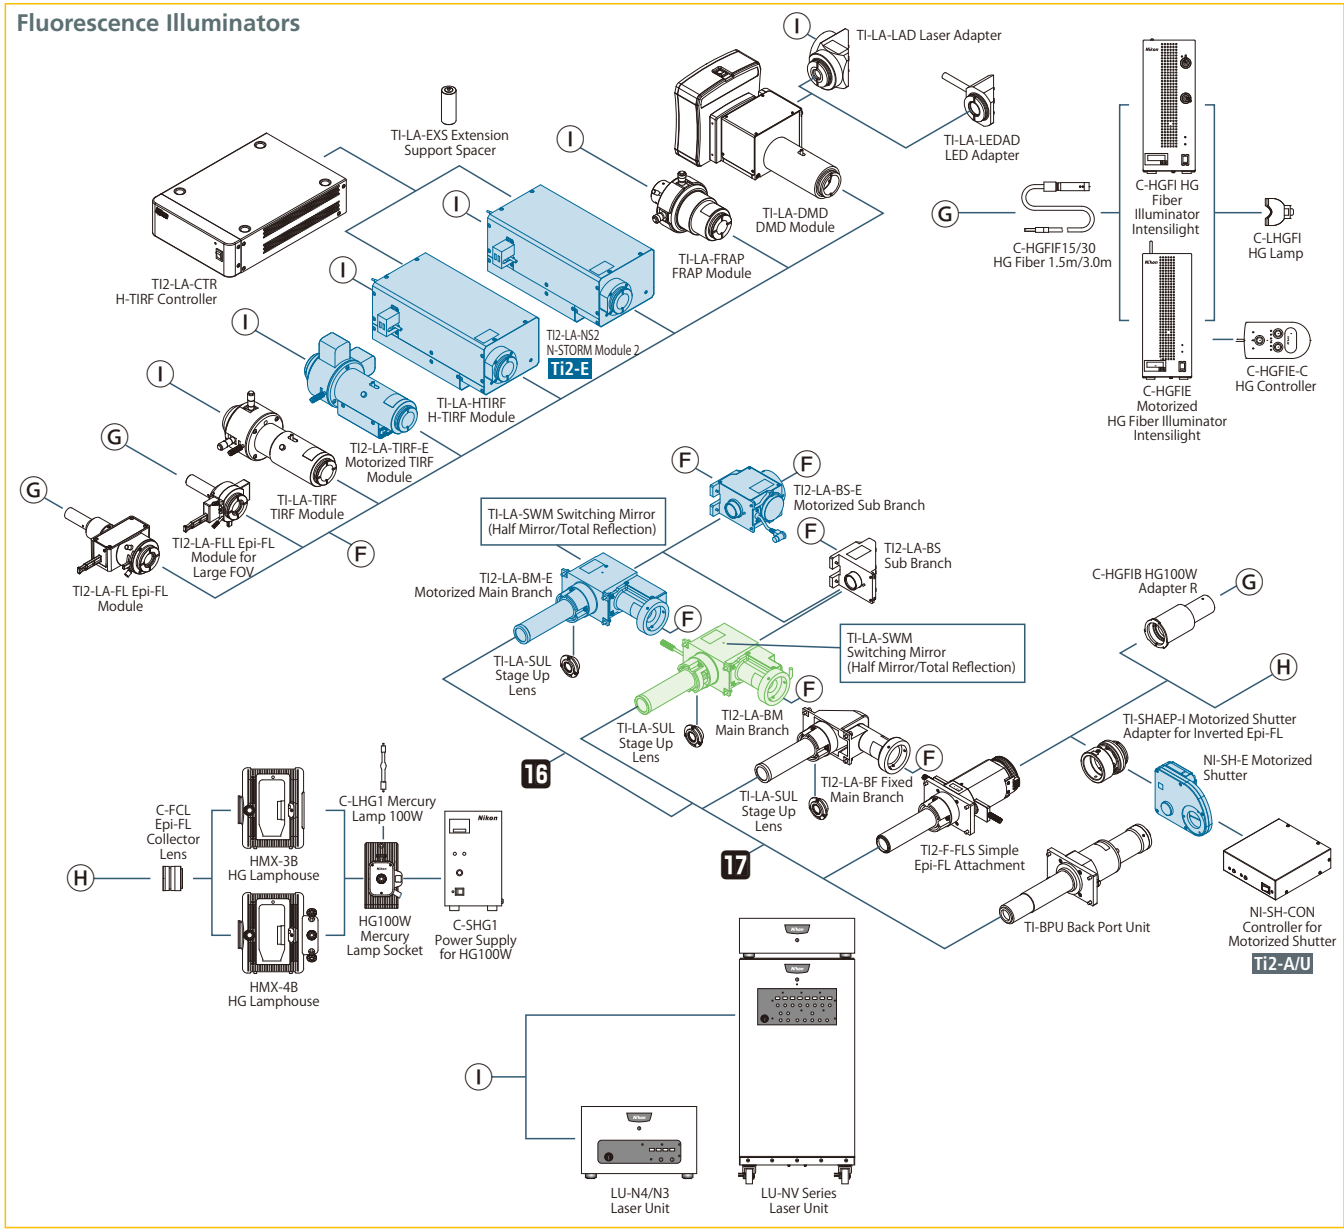 Fluorescence Illuminators
I
TI-LA-LAD Laser Adapter
TI-LA-EXS Extension
Support Spacer
TI-LA-LEDAD
LED Adapter
I
TI-LA-DMD
DMD Module
TI-LA-FRAP
FRAP Module
I
TI2-LA-CTR
H-TIRF Controller
I
TI2-LA-NS2
N-STORM Module 2
Ti2-E
I
TI-LA-HTIRF
H-TIRF Module
I
TI2-LA-TIRF-E
Motorized TIRF
Module
G
TI-LA-TIRF
TIRF Module
G
TI2-LA-FLL Epi-FL
Module for
Large FOV
F
TI2-LA-FL Epi-FL
Module
Nikon
C-HGFI HG
Fiber
Illuminator
Intensilight
G
C-HGFIF15/30
HG Fiber 1.5m/3.0m
C-LHGFI
HG Lamp
Nikon
C-HGFIE-C
HG Controller
C-HGFIE
Motorized
HG Fiber Illuminator
Intensilight
F
F
TI2-LA-BS-E
Motorized Sub Branch
TI-LA-SWM Switching Mirror
(Half Mirror/Total Reflection)
F
TI2-LA-BS
Sub Branch
TI2-LA-BM-E
Motorized Main Branch
F
TI-LA-SUL
Stage Up
Lens
TI-LA-SWM
Switching Mirror
(Half Mirror/Total Reflection)
C-HGFIB HG100W
Adapter R
G
H
F
TI2-LA-BM
Main Branch
TI-LA-SUL
Stage Up
Lens
TI-SHAEP-I Motorized Shutter
Adapter for Inverted Epi-FL
NI-SH-E Motorized
Shutter
F
TI2-LA-BF Fixed
Main Branch
TI-LA-SUL
Stage Up
Lens
16
17
TI2-F-FLS Simple
Epi-FL Attachment
TI-BPU Back Port Unit
NI-SH-CON
Controller for
Motorized Shutter
Ti2-A/U
C-LHG1 Mercury
Lamp 100W
C-FCL
Epi-FL
Collector
Lens
H
HMX-3B
HG Lamphouse
HMX-4B
HG Lamphouse
Nikon
HG100W
Mercury
Lamp Socket
Nikon
C-SHG1
Power Supply
for HG100W
Nikon
Nikon
I
Nikon
LU-N4/N3
Laser Unit
LU-NV Series
Laser Unit